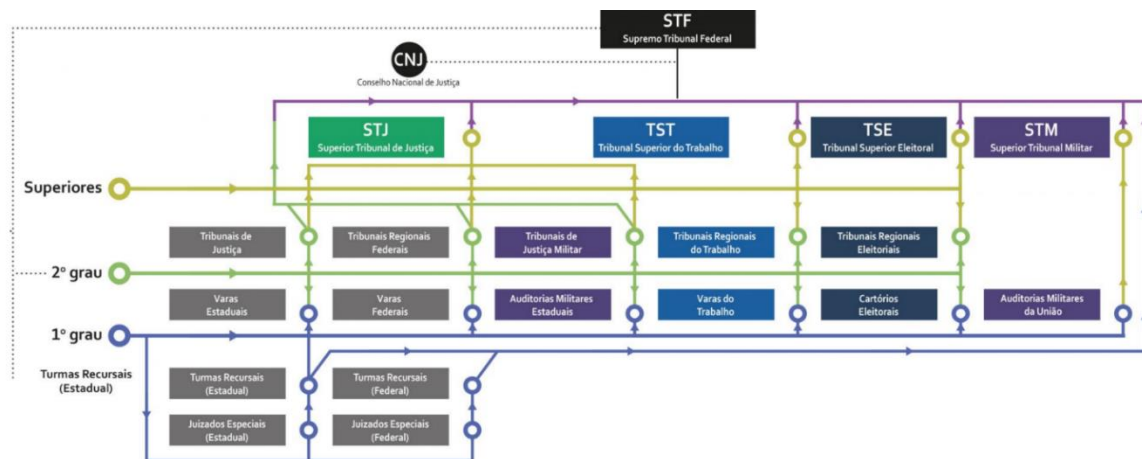 STF
Supremo Tribunal Federal
CNJ
Conselho Nacional de Justiça
STJ
Superior Tribunal de Justiça
TST
Tribunal Superior do Trabalho
TSE
Tribunal Superior Eleitoral
STM
Superior Tribunal Militar
Superiores
Tribunais de
Justiça
Tribunais Regionais
Federais
Tribunais de
Justiça Militar
Tribunais Regionais
do Trabalho
Tribunais Regionais
Eleitoriais
2º grau
Varas
Estaduais
Varas
Federais
Auditorias Militares
Estaduais
Varas do
Trabalho
Cartórios
Eleitorais
Auditorias Militares
da União
1º grau
Turmas Recursais
(Estadual)
Turmas Recursais
(Estadual)
Turmas Recursais
(Federal)
Juizados Especiais
(Estadual)
Juizados Especiais
(Federal)